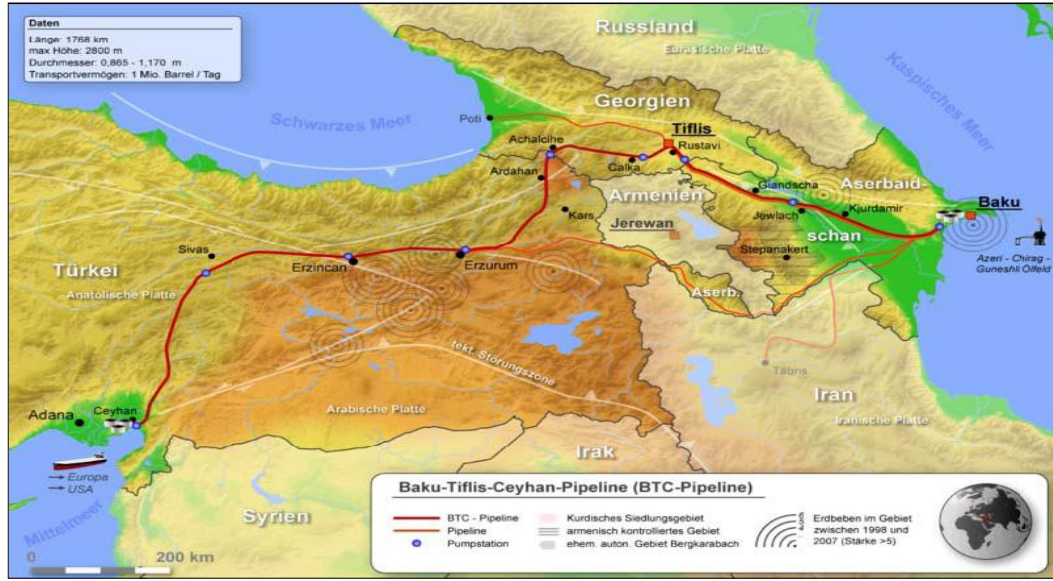 Daten
Länge: 1768 km
max Höhe: 2800 m
Durchmesser: 0,865 - 1,170 m
Transportvermögen: 1 Mio. Barrel / Tag
Russland
Eurasische Platte
Kaspisches Meer
Schwarzes Meer
Georgien
Poti
Tiflis
Rustavi
Achalcihe
Calka
Ardahan
Armenien
Giandscha
Aserbaid-
schan
Baku
Kars
Jewlach
Kjurdamir
Jerewan
Stepanakert
Azeri - Chirag -
Guneshli Ölfeld
Sivas
Erzincan
Erzurum
Türkei
Anatolische Platte
Aserb.
tekt. Störungszone
Täbris
Iran
Iranische Platte
Arabische Platte
Adana
Ceyhan
Europa
USA
Irak
Syrien
Mittelmeer
0 200 km
Baku-Tiflis-Ceyhan-Pipeline (BTC-Pipeline)
BTC - Pipeline
Pipeline
Pumpstation
Kurdisches Siedlungsgebiet
armenisch kontrolliertes Gebiet
ehem. auton. Gebiet Bergkarabach
Erdbeben im Gebiet
zwischen 1998 und
2007 (Stärke >5)